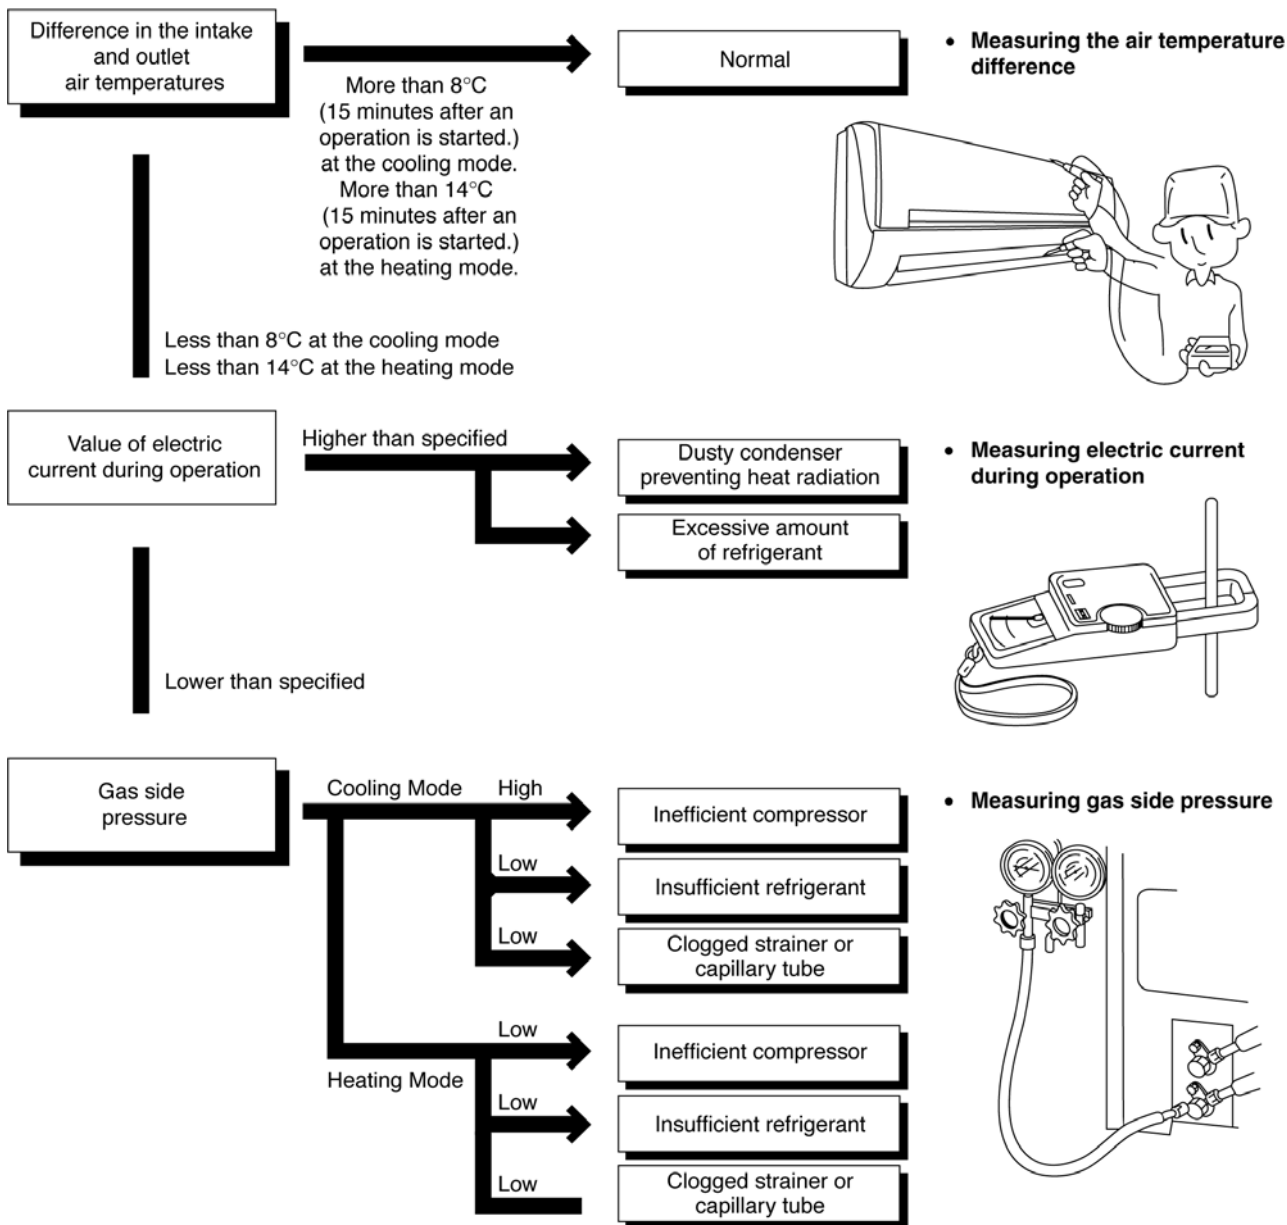 Difference in the intake
and outlet
air temperatures
More than 8°C
(15 minutes after an
operation is started.)
at the cooling mode.
More than 14°C
(15 minutes after an
operation is started.)
at the heating mode.
Normal
• Measuring the air temperature
difference
Less than 8°C at the cooling mode
Less than 14°C at the heating mode
Value of electric
current during operation
Higher than specified
Dusty condenser
preventing heat radiation
Excessive amount
of refrigerant
• Measuring electric current
during operation
Lower than specified
Gas side
pressure
Cooling Mode
High
Inefficient compressor
Low
Insufficient refrigerant
Low
Clogged strainer or
capillary tube
• Measuring gas side pressure
Heating Mode
Low
Inefficient compressor
Low
Insufficient refrigerant
Low
Clogged strainer or
capillary tube